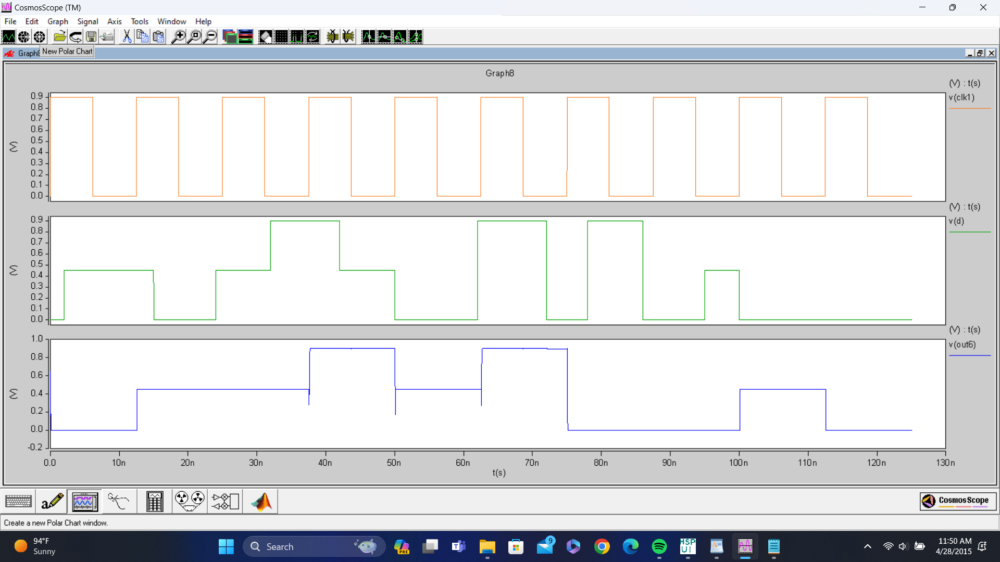 CosmosScope (TM)
File Edit Graph Signal Axis Tools Window Help
Graph8
New Polar Chart
Graph8
(V) : t(s)
v(clk1)
0.9
0.8
0.7
0.6
0.5
0.4
0.3
0.2
0.1
0.0
(V)
(V) : t(s)
v(d)
0.9
0.8
0.7
0.6
0.5
0.4
0.3
0.2
0.1
0.0
(V)
(V) : t(s)
v(out6)
1.0
0.8
0.6
0.4
0.2
0.0
-0.2
(V)
0.0 10n 20n 30n 40n 50n 60n 70n 80n 90n 100n 110n 120n 130n
t(s)
a
CosmosScope
Create a new Polar Chart window.
94°F
Sunny
Search
PRE
T
9
HSP
UI
11:50 AM
4/28/2015